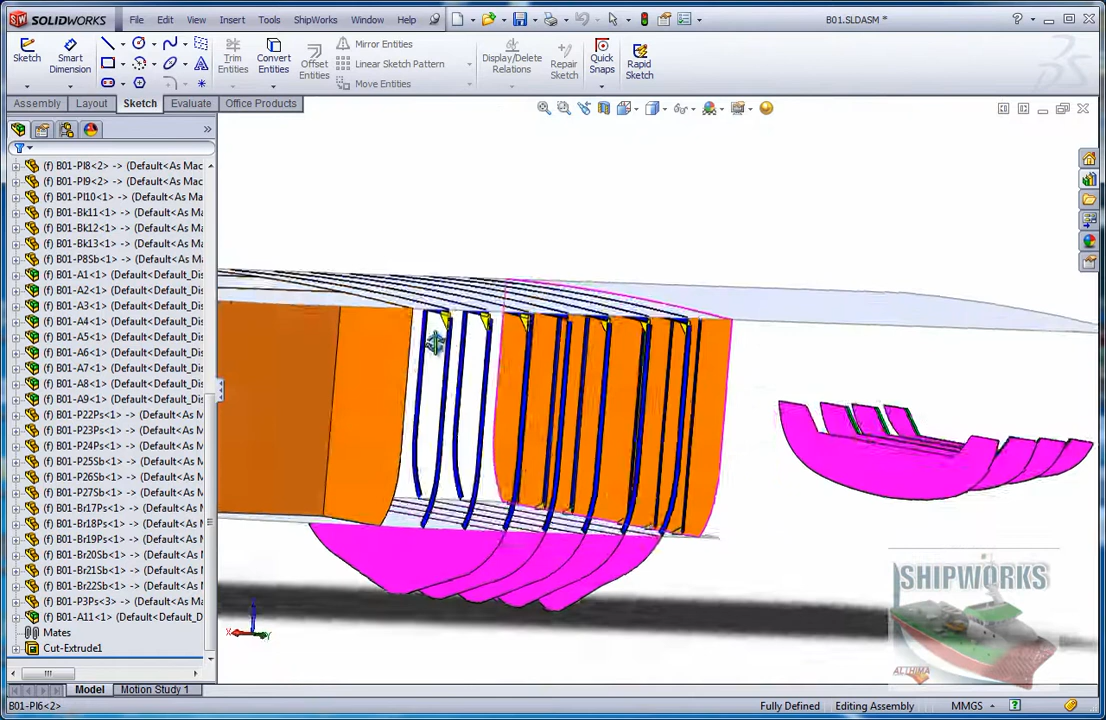 SOLIDWORKS File Edit View Insert Tools ShipWorks Window Help B01.SLDASM *
Sketch Smart Dimension Trim Entities Convert Entities Offset Entities Mirror Entities Linear Sketch Pattern Move Entities Display/Delete Relations Repair Sketch Quick Snaps Rapid Sketch
Assembly Layout Sketch Evaluate Office Products
(f) B01-Pl8<2> -> (Default<As Mac
(f) B01-Pl9<2> -> (Default<As Mac
(f) B01-Pl10<1> -> (Default<As Ma
(f) B01-Bk11<1> -> (Default<As Ma
(f) B01-Bk12<1> -> (Default<As Ma
(f) B01-Bk13<1> -> (Default<As Ma
(f) B01-P8Sb<1> -> (Default<As Ma
(f) B01-A1<1> (Default<Default_Dis
(f) B01-A2<1> (Default<Default_Dis
(f) B01-A3<1> (Default<Default_Dis
(f) B01-A4<1> (Default<Default_Dis
(f) B01-A5<1> (Default<Default_Dis
(f) B01-A6<1> (Default<Default_Dis
(f) B01-A7<1> (Default<Default_Dis
(f) B01-A8<1> (Default<Default_Dis
(f) B01-A9<1> (Default<Default_Dis
(f) B01-P22Ps<1> -> (Default<As M
(f) B01-P23Ps<1> -> (Default<As M
(f) B01-P24Ps<1> -> (Default<As M
(f) B01-P25Sb<1> -> (Default<As M
(f) B01-P26Sb<1> -> (Default<As M
(f) B01-P27Sb<1> -> (Default<As M
(f) B01-Br17Ps<1> -> (Default<As M
(f) B01-Br18Ps<1> -> (Default<As M
(f) B01-Br19Ps<1> -> (Default<As M
(f) B01-Br20Sb<1> -> (Default<As M
(f) B01-Br21Sb<1> -> (Default<As M
(f) B01-Br22Sb<1> -> (Default<As M
(f) B01-P3Ps<3> -> (Default<As Ma
(f) B01-A11<1> (Default<Default_D
Mates
Cut-Extrude1
X Y
SHIPWORKS
ALTHIMA
Model Motion Study 1
B01-Pl6<2> Fully Defined Editing Assembly MMGS